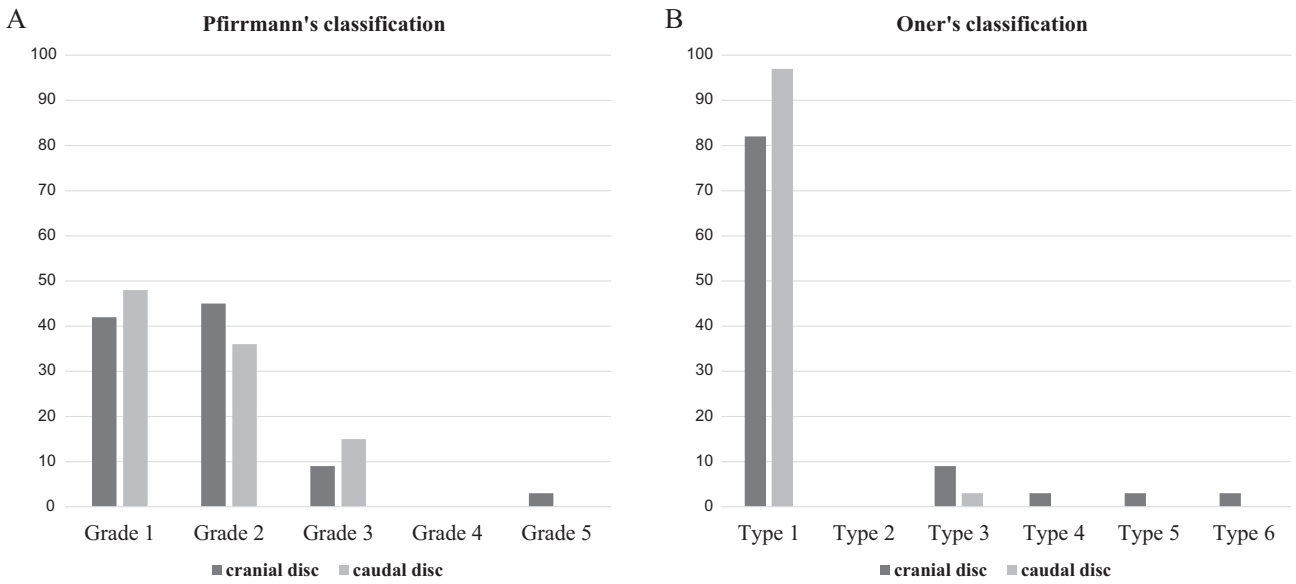 A
Pfirrmann's classification
100
90
80
70
60
50
40
30
20
10
0
Grade 1 Grade 2 Grade 3 Grade 4 Grade 5
cranial disc caudal disc
B
Oner's classification
100
90
80
70
60
50
40
30
20
10
0
Type 1 Type 2 Type 3 Type 4 Type 5 Type 6
cranial disc caudal disc